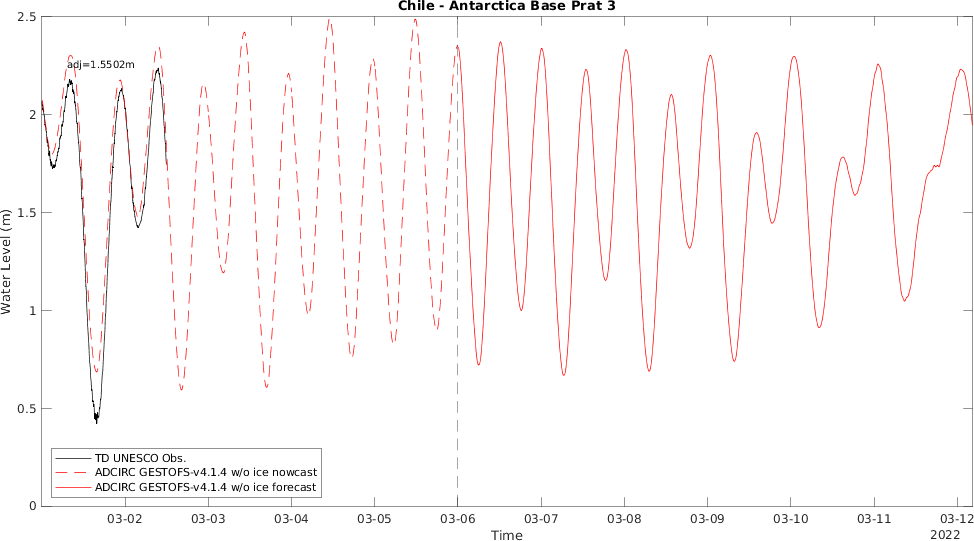 Chile - Antarctica Base Prat 3
2.5
adj=1.5502m
2
1.5
Water Level (m)
1
0.5
TD UNESCO Obs.
ADCIRC GESTOFS-v4.1.4 w/o ice nowcast
ADCIRC GESTOFS-v4.1.4 w/o ice forecast
0
03-02 03-03 03-04 03-05 03-06 03-07 03-08 03-09 03-10 03-11 03-12
Time 2022